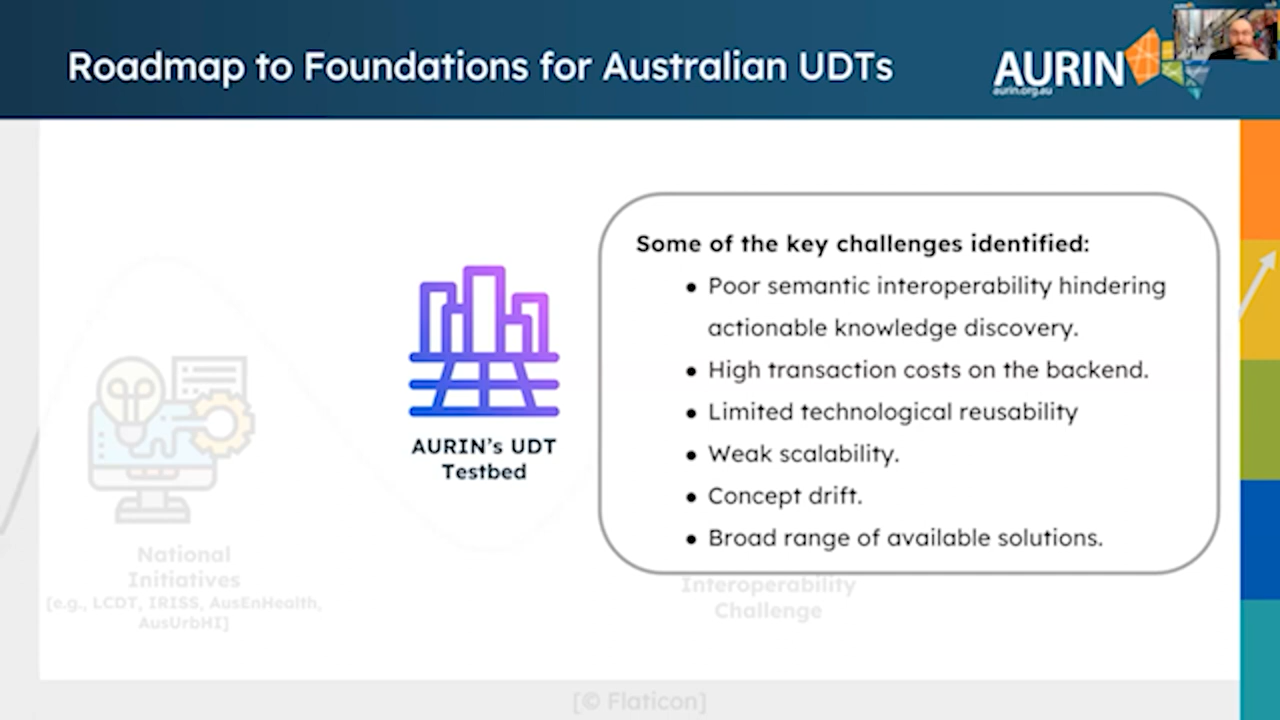 Roadmap to Foundations for Australian UDTs
AURIN
aurin.org.au
Some of the key challenges identified:
• Poor semantic interoperability hindering
actionable knowledge discovery.
• High transaction costs on the backend.
• Limited technological reusability
• Weak scalability.
• Concept drift.
• Broad range of available solutions.
AURIN's UDT
Testbed
National
Initiatives
[e.g., LCDT, IRISS, AusEnHealth,
AusUrbHI]
Interoperability
Challenge
[© Flaticon]